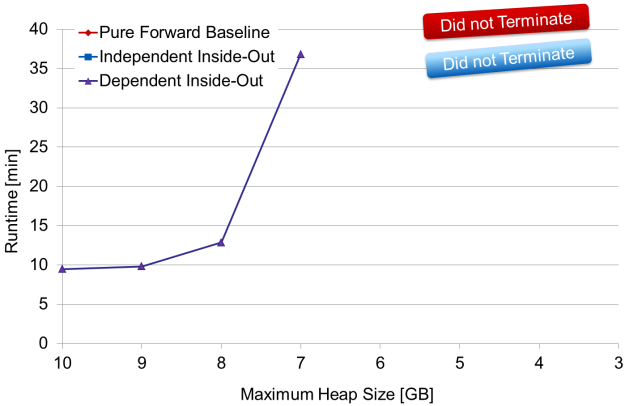 Did not Terminate
Did not Terminate
Pure Forward Baseline
Independent Inside-Out
Dependent Inside-Out
Runtime [min]
40
35
30
25
20
15
10
5
0
10 9 8 7 6 5 4 3
Maximum Heap Size [GB]